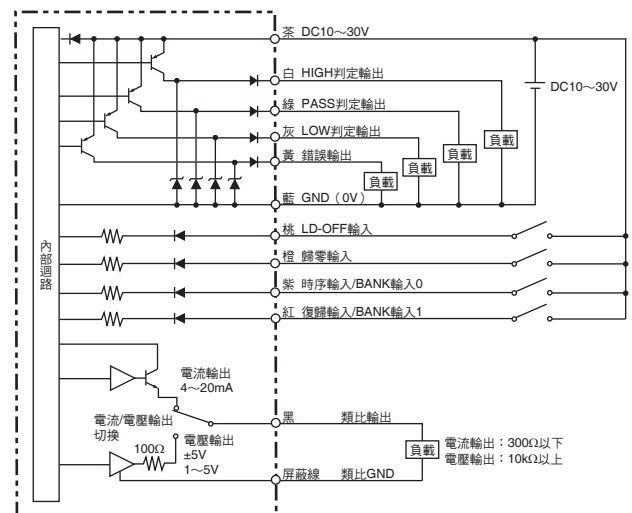 茶 DC10～30V
白 HIGH判定輸出
DC10～30V
綠 PASS判定輸出
灰 LOW判定輸出
負載
負載
黃 錯誤輸出
負載
負載
藍 GND（0V）
桃 LD-OFF輸入
橙 歸零輸入
內部迴路
紫 時序輸入/BANK輸入0
紅 復歸輸入/BANK輸入1
電流輸出
4～20mA
電流/電壓輸出
切換
黑 類比輸出
電壓輸出
±5V
1～5V
100Ω
負載
電流輸出：300Ω以下
電壓輸出：10kΩ以上
屏蔽線 類比GND